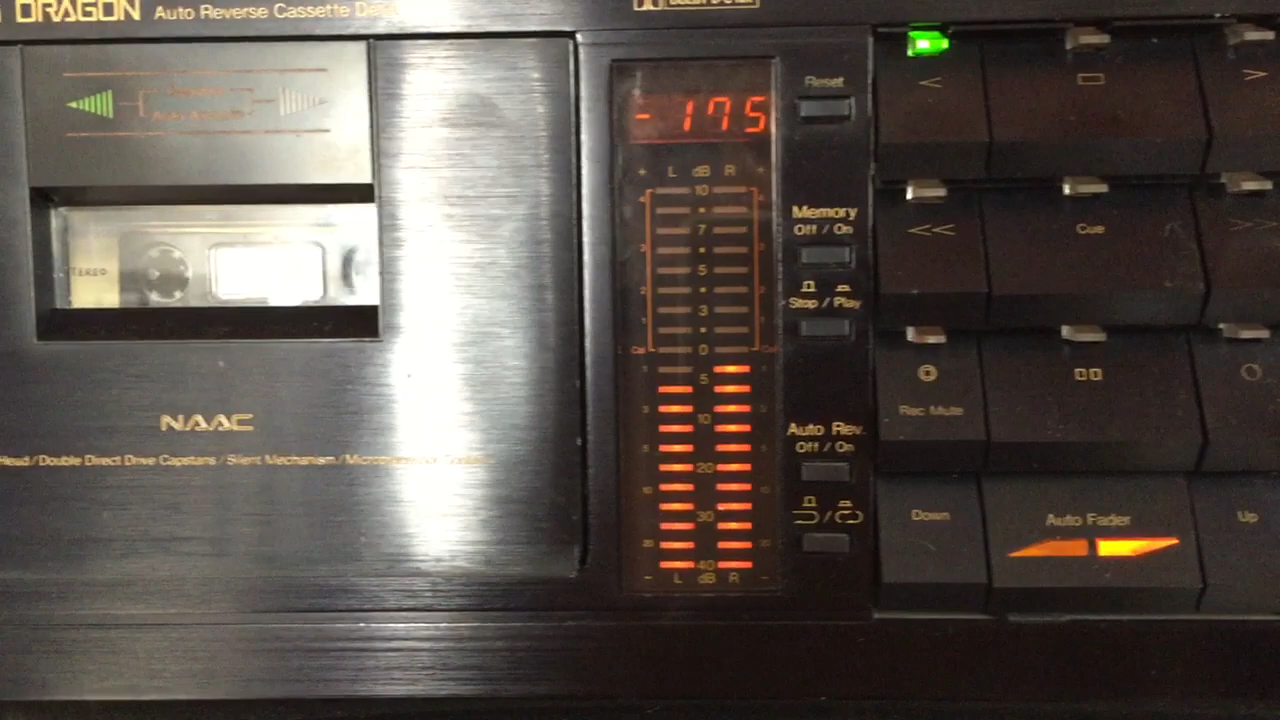 DRAGON Auto Reverse Cassette Deck
-175
Reset
+ L dB R +
10
7
5
3
0
5
10
20
30
40
- L dB R -
Memory
Off / On
Stop / Play
Auto Rev.
Off / On
TEREO
NAAC
Head/Double Direct Drive Capstans/Silent Mechanism/
<
>
<<
Cue
>>
Rec Mute
Down
Auto Fader
Up